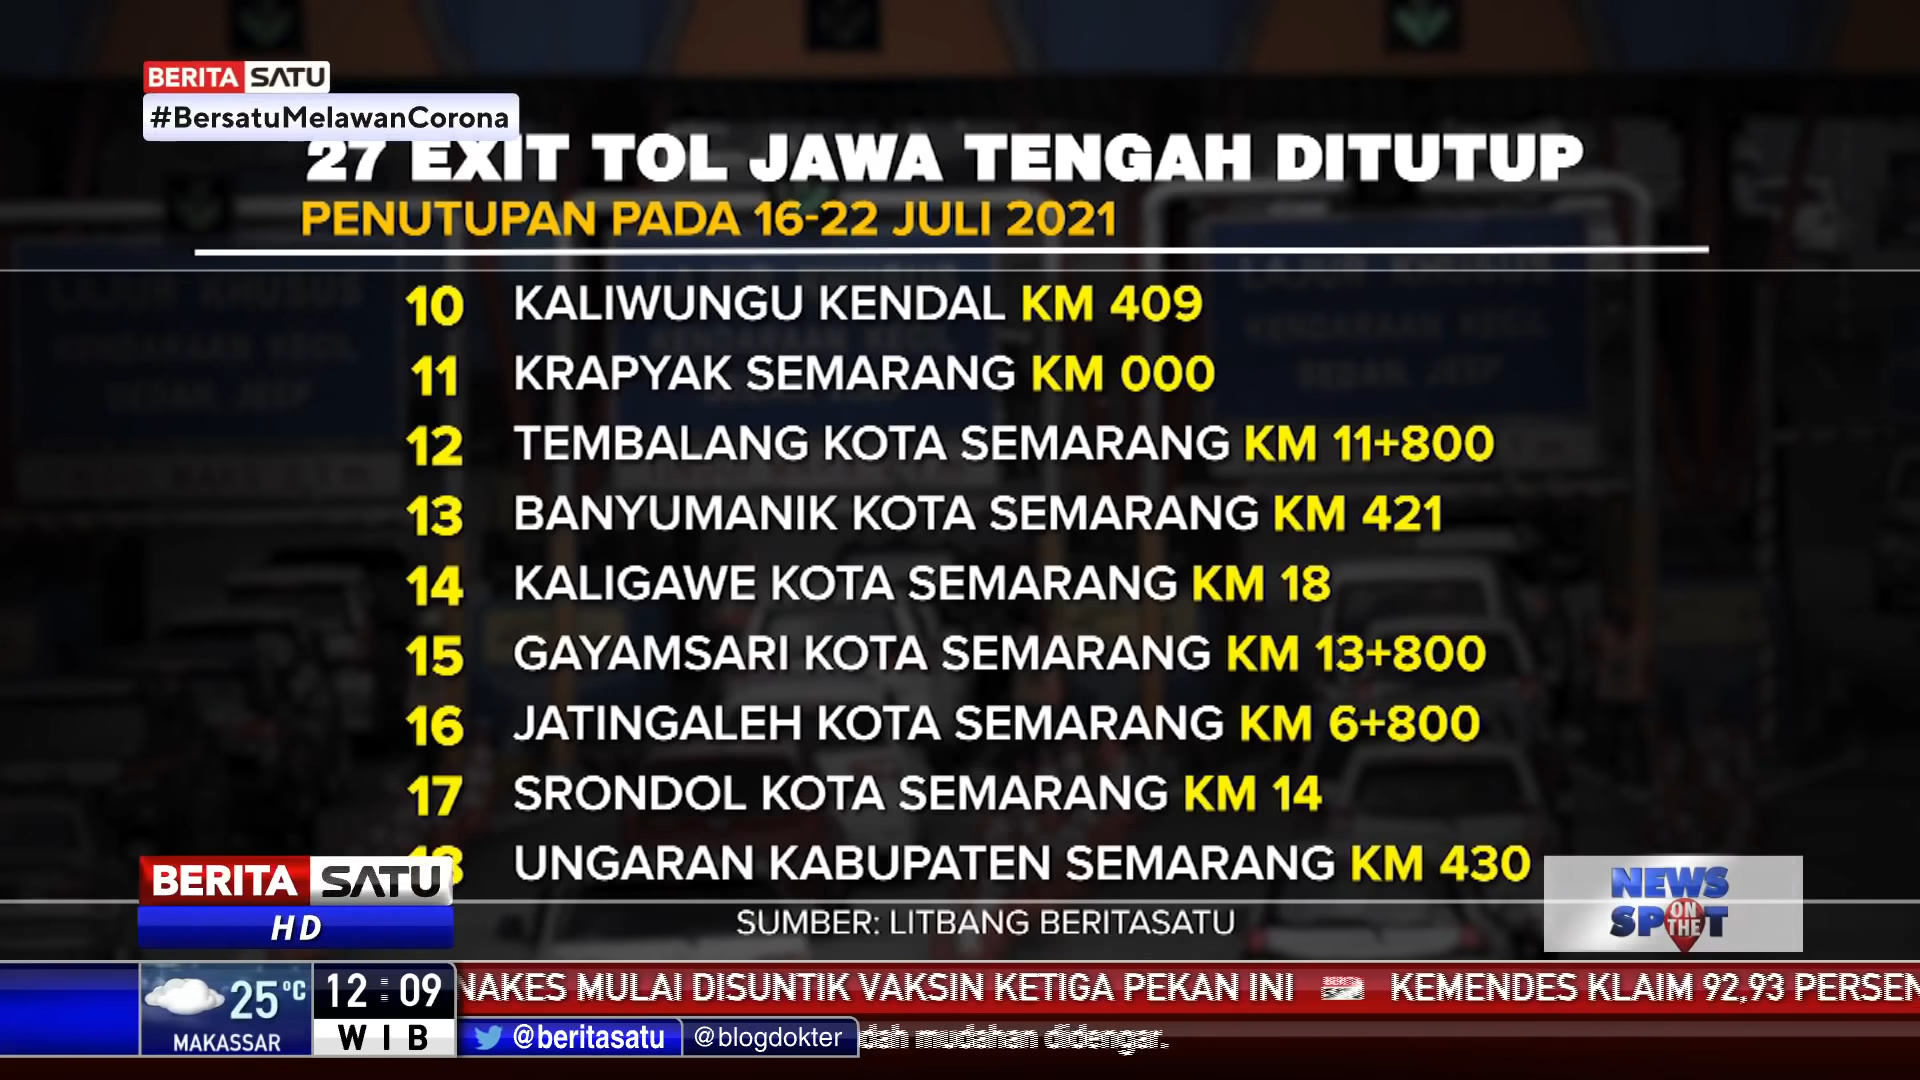 BERITA SATU
#BersatuMelawanCorona
27 EXIT TOL JAWA TENGAH DITUTUP
PENUTUPAN PADA 16-22 JULI 2021
10 KALIWUNGU KENDAL KM 409
11 KRAPYAK SEMARANG KM 000
12 TEMBALANG KOTA SEMARANG KM 11+800
13 BANYUMANIK KOTA SEMARANG KM 421
14 KALIGAWE KOTA SEMARANG KM 18
15 GAYAMSARI KOTA SEMARANG KM 13+800
16 JATINGALEH KOTA SEMARANG KM 6+800
17 SRONDOL KOTA SEMARANG KM 14
18 UNGARAN KABUPATEN SEMARANG KM 430
SUMBER: LITBANG BERITASATU
BERITA SATU
HD
NEWS
ON THE
SPOT
25°C
MAKASSAR
12:09
WIB
NAKES MULAI DISUNTIK VAKSIN KETIGA PEKAN INI KEMENDES KLAIM 92,93 PERSEN
@beritasatu @blogdokter dah mudahan didengar.